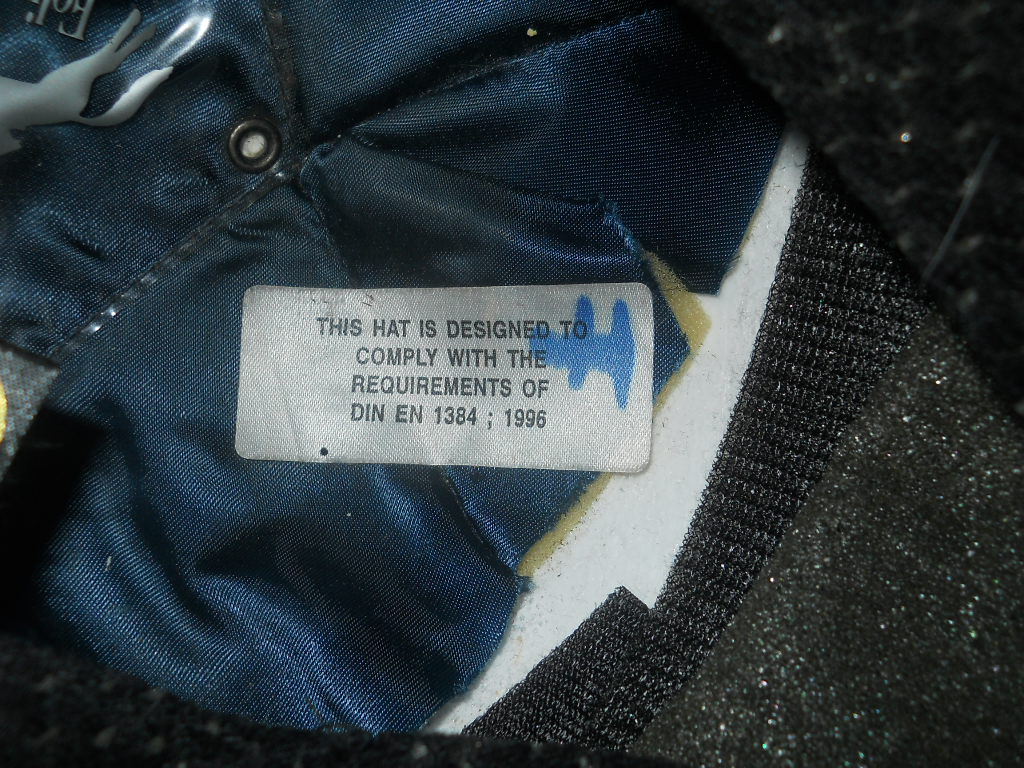 THIS HAT IS DESIGNED TO
COMPLY WITH THE
REQUIREMENTS OF
DIN EN 1384 ; 1996